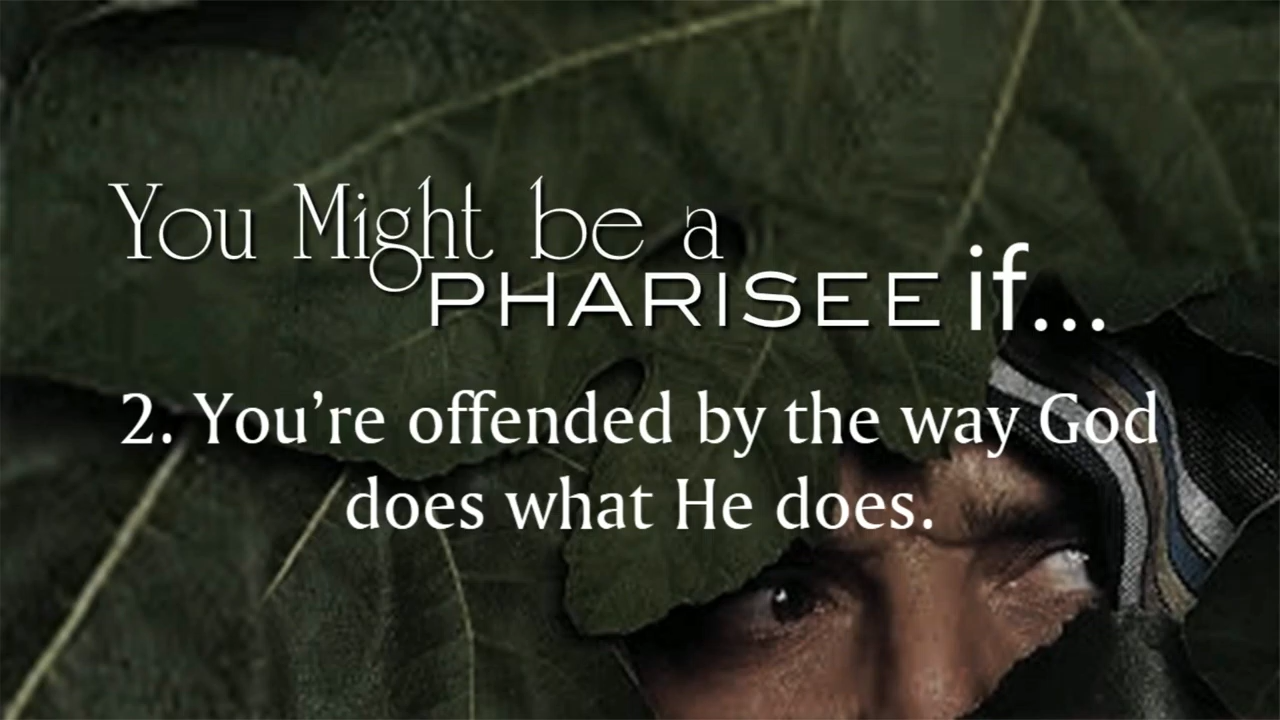 You Might be a
PHARISEE if...
2. You're offended by the way God
does what He does.